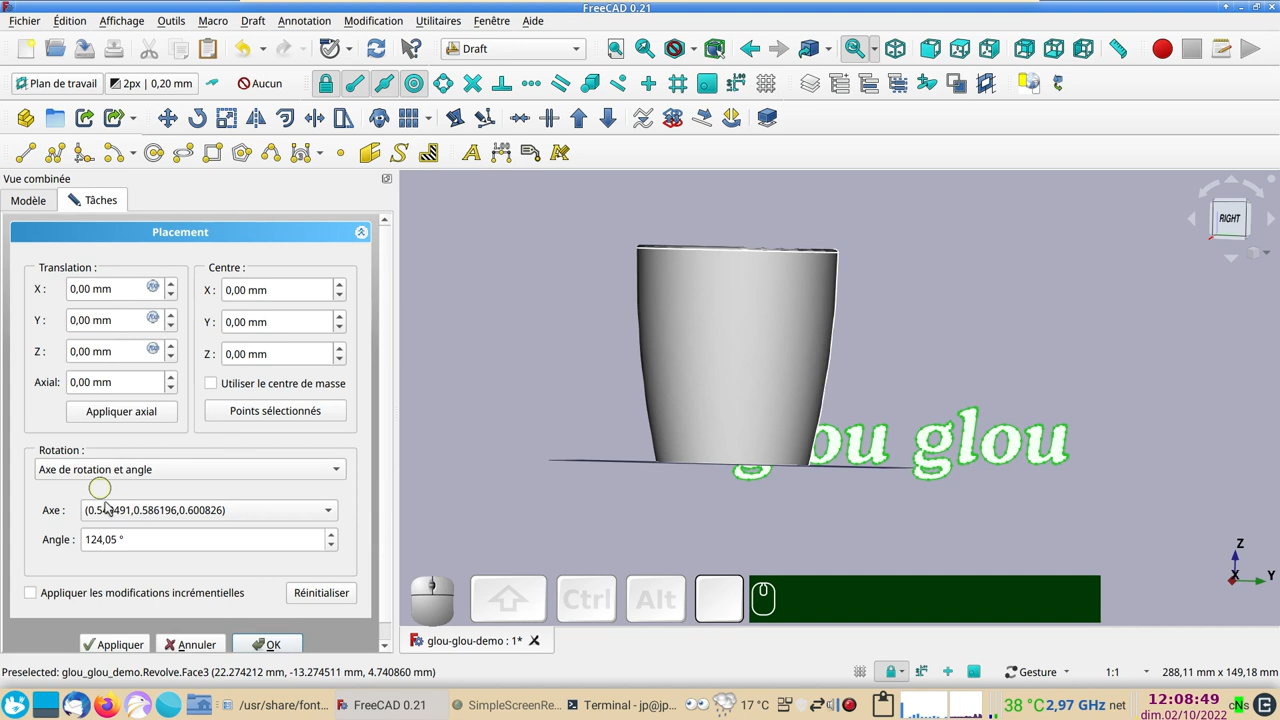 FreeCAD 0.21
Fichier Édition Affichage Outils Macro Draft Annotation Modification Utilitaires Fenêtre Aide
Draft
Plan de travail 2px | 0,20 mm Aucun
Vue combinée
Modèle Tâches
Placement
Translation : Centre :
X : 0,00 mm X : 0,00 mm
Y : 0,00 mm Y : 0,00 mm
Z : 0,00 mm Z : 0,00 mm
Axial: 0,00 mm Utiliser le centre de masse
Appliquer axial Points sélectionnés
Rotation :
Axe de rotation et angle
Axe :
Angle : 124,05 °
Appliquer les modifications incrémentielles Réinitialiser
Appliquer Annuler OK
RIGHT
glou
Z
X Y
Ctrl Alt
glou-glou-demo : 1*
Preselected: glou_glou_demo.Revolve.Face3 (22.274212 mm, -13.274511 mm, 4.740860 mm) Gesture 1:1 288,11 mm x 149,18 mm
/usr/share/font... FreeCAD 0.21 SimpleScreenRe... Terminal - jp@jp... 17 °C 38 °C 2,97 GHz net 12:08:49
dim.02/10/2022